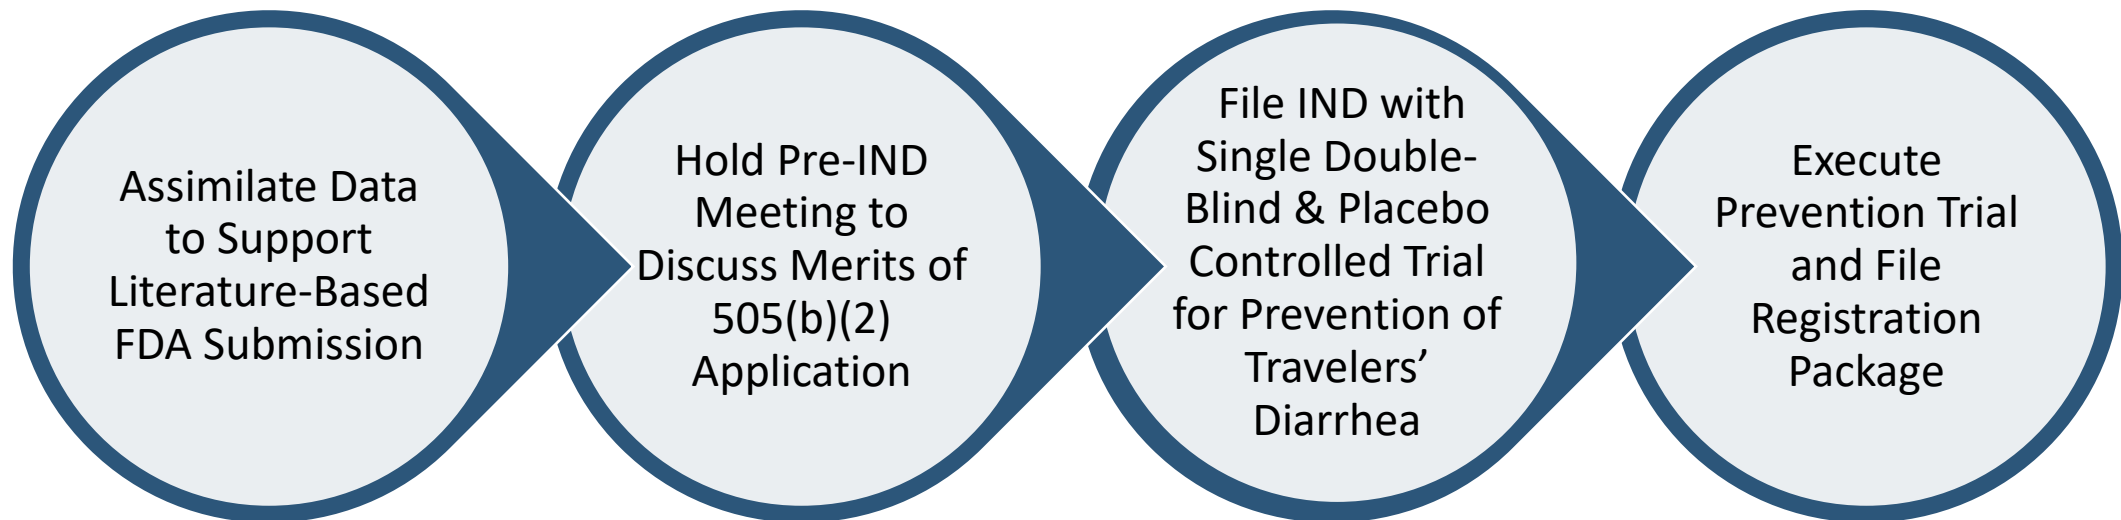 Assimilate Data
to Support
Literature-Based
FDA Submission
Hold Pre-IND
Meeting to
Discuss Merits of
505(b)(2)
Application
File IND with
Single Double-
Blind & Placebo
Controlled Trial
for Prevention of
Travelers’
Diarrhea
Execute
Prevention Trial
and File
Registration
Package